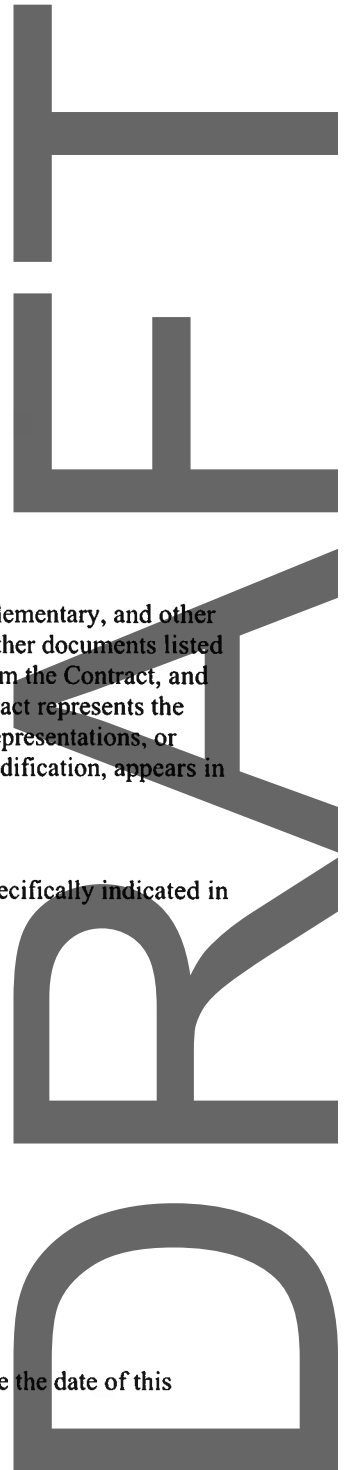 DRAFT
lementary, and other
ther documents listed
m the Contract, and
act represents the
epresentations, or
dification, appears in
ecifically indicated in
e the date of this